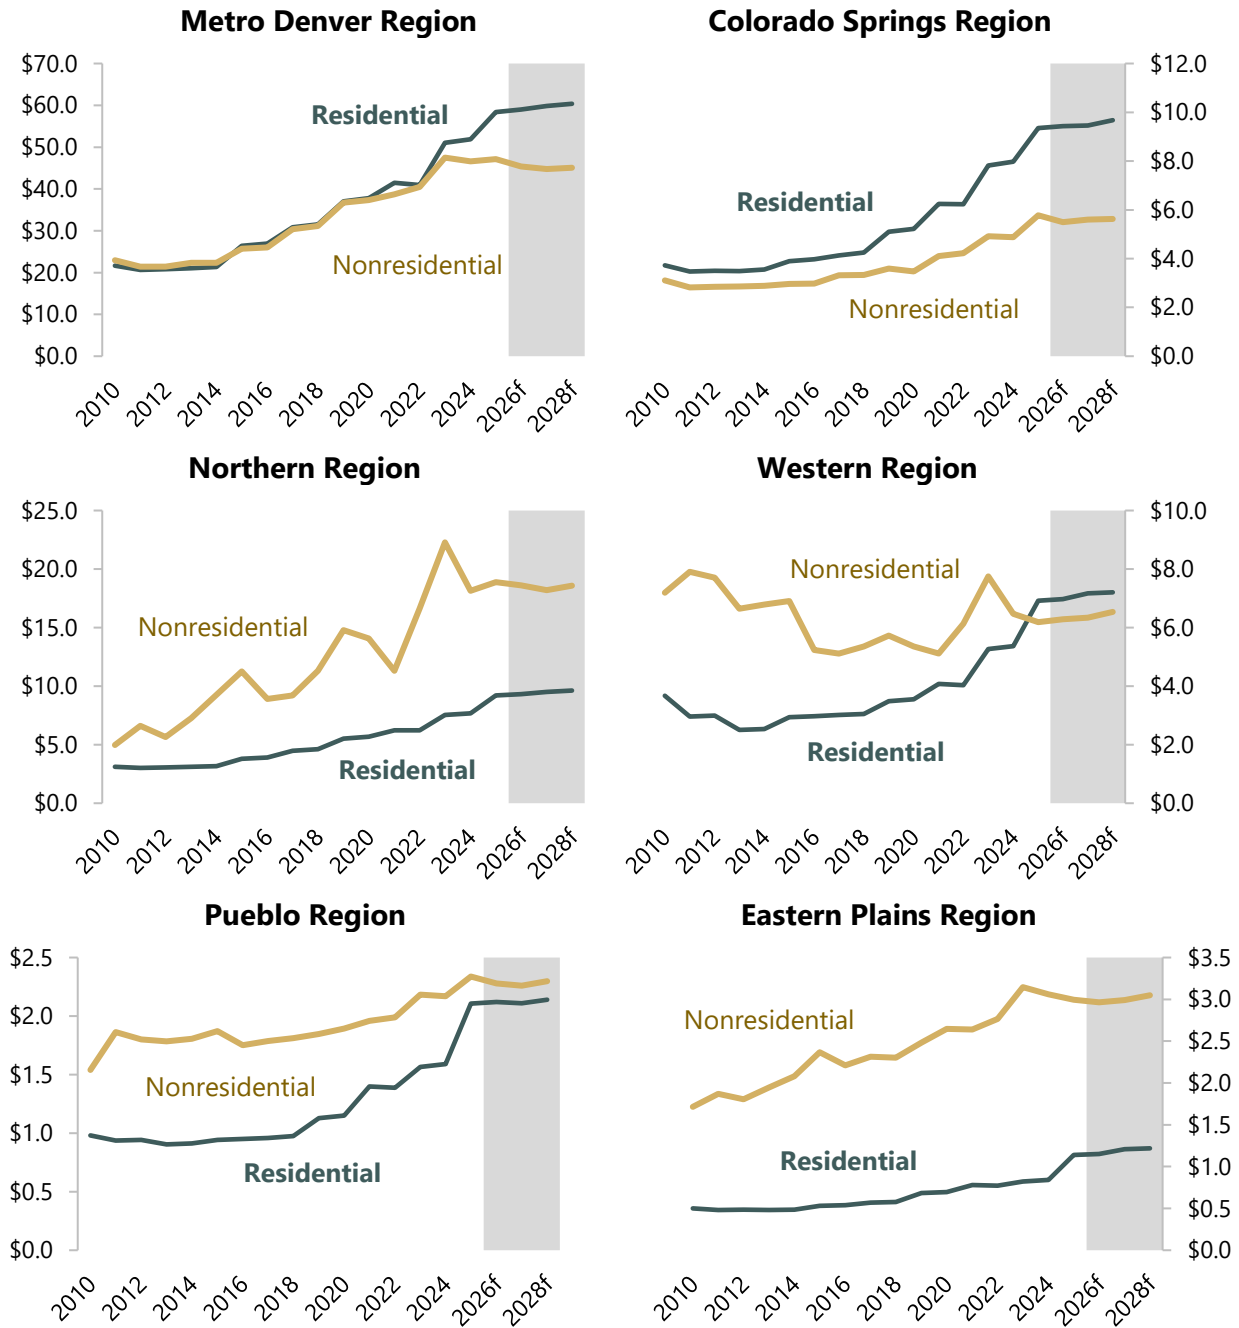 Metro Denver Region
$70.0
$60.0
$50.0
$40.0
$30.0
$20.0
$10.0
$0.0
Residential
Nonresidential
2010
2012
2014
2016
2018
2020
2022
2024
2026f
2028f
Colorado Springs Region
$12.0
$10.0
$8.0
$6.0
$4.0
$2.0
$0.0
Residential
Nonresidential
2010
2012
2014
2016
2018
2020
2022
2024
2026f
2028f
Northern Region
$25.0
$20.0
$15.0
$10.0
$5.0
$0.0
Nonresidential
Residential
2010
2012
2014
2016
2018
2020
2022
2024
2026f
2028f
Western Region
$10.0
$8.0
$6.0
$4.0
$2.0
$0.0
Nonresidential
Residential
2010
2012
2014
2016
2018
2020
2022
2024
2026f
2028f
Pueblo Region
$2.5
$2.0
$1.5
$1.0
$0.5
$0.0
Nonresidential
Residential
2010
2012
2014
2016
2018
2020
2022
2024
2026f
2028f
Eastern Plains Region
$3.5
$3.0
$2.5
$2.0
$1.5
$1.0
$0.5
$0.0
Nonresidential
Residential
2010
2012
2014
2016
2018
2020
2022
2024
2026f
2028f